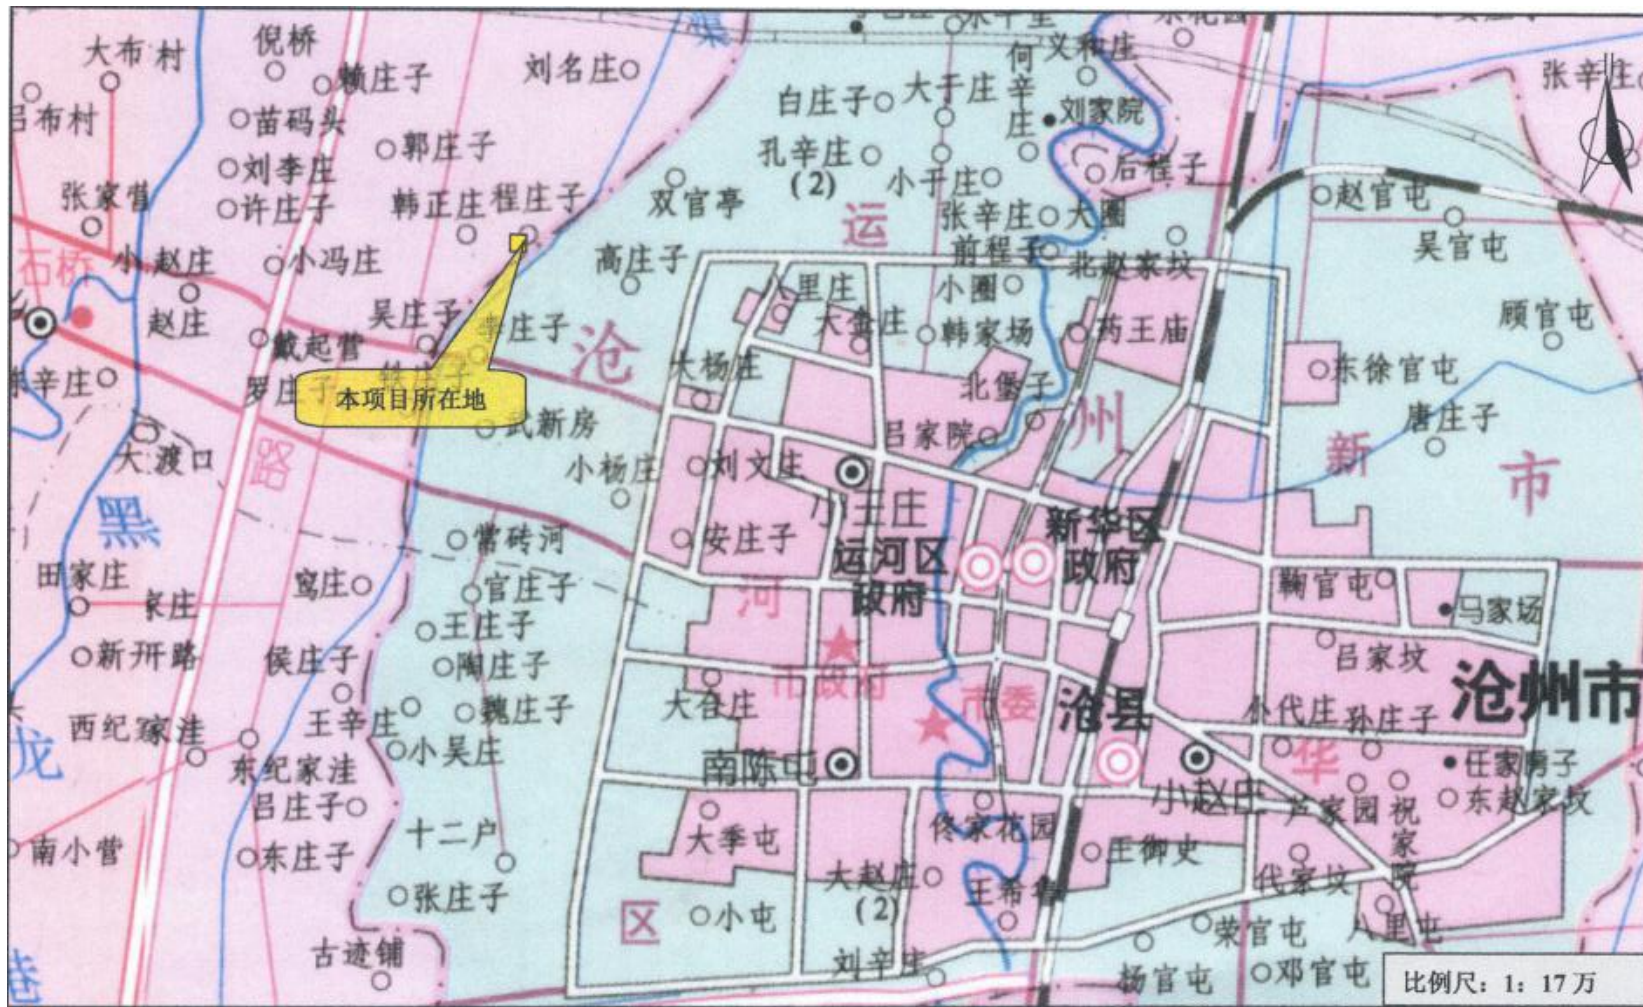 倪桥
大布村
赖庄子
刘名庄
义和庄
何辛庄
张辛庄
白庄子
大于庄
刘家院
吕布村
苗码头
郭庄子
孔辛庄
(2)
后程子
刘李庄
小于庄
赵官屯
张家营
许庄子
韩正庄
程庄子
双官亭
运
张辛庄
大圈
吴官屯
石桥
小赵庄
小冯庄
高庄子
前程子
北赵家坟
八里庄
小圈
赵庄
吴庄子
李庄子
沧
韩家场
药王庙
顾官屯
戴起营
大杨庄
东徐官屯
罗庄子
本项目所在地
北堡子
唐庄子
武新房
吕家院
州
大渡口
路
小杨庄
刘文庄
新
市
黑
小王庄
常砖河
安庄子
运河区
政府
新华区
政府
田家庄
窎庄
官庄子
河
鞠官屯
马家场
王庄子
新开路
侯庄子
陶庄子
市政府
吕家坟
沧州市
王辛庄
魏庄子
市委
沧县
小代庄
孙庄子
西纪家洼
龙
小吴庄
南陈屯
华
任家房子
东纪家洼
吕庄子
小赵庄
芦家园
祝家院
东赵家坟
十二户
佟家花园
南小营
东庄子
大季屯
王御史
张庄子
大赵庄
(2)
代家坟
区
小屯
荣官屯
八里屯
古迹铺
刘辛庄
杨官屯
邓官屯
港
比例尺：1：17万